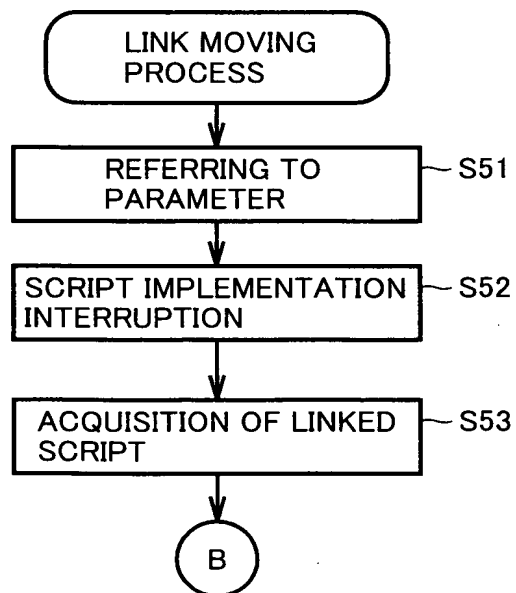 LINK MOVING
PROCESS
REFERRING TO
PARAMETER
S51
SCRIPT IMPLEMENTATION
INTERRUPTION
S52
ACQUISITION OF LINKED
SCRIPT
S53
B